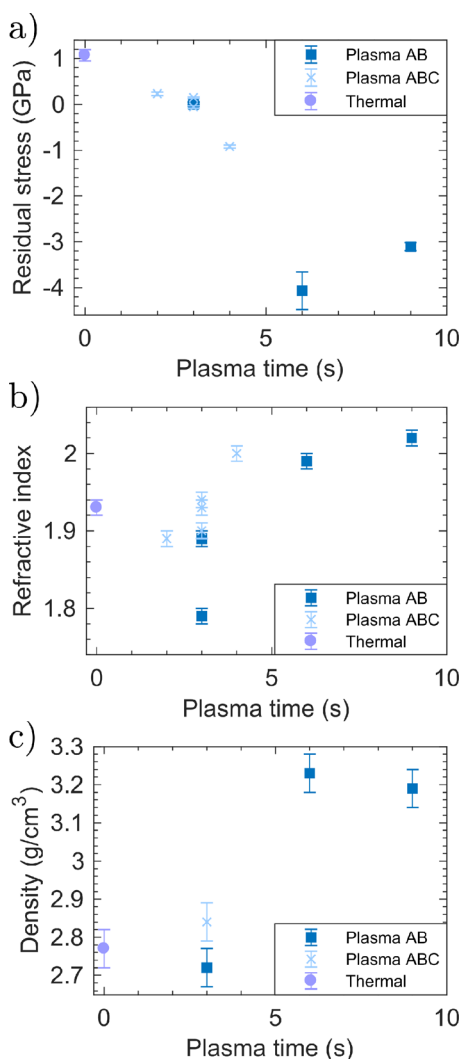 a)
1
0
-1
-2
-3
-4
Residual stress (GPa)
Plasma AB
Plasma ABC
Thermal
0
5
10
Plasma time (s)
b)
2
1.9
1.8
Refractive index
Plasma AB
Plasma ABC
Thermal
0
5
10
Plasma time (s)
c)
3.3
3.2
3.1
3
2.9
2.8
2.7
Density (g/cm³)
Plasma AB
Plasma ABC
Thermal
0
5
10
Plasma time (s)